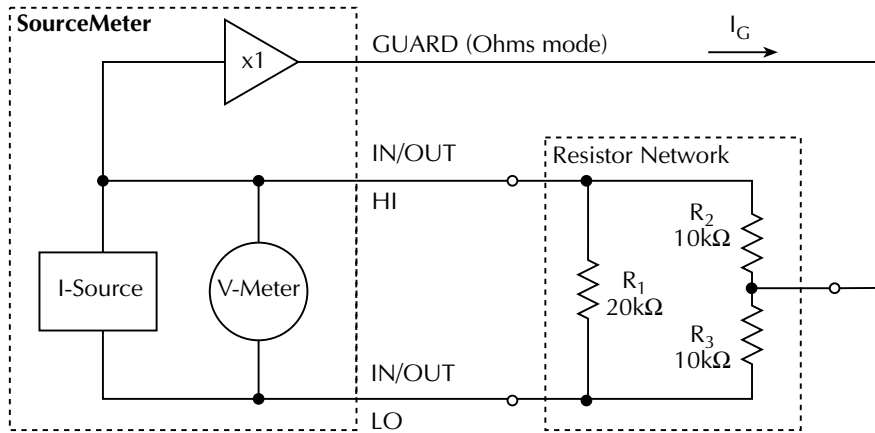 SourceMeter
x1
GUARD (Ohms mode)
I_G
IN/OUT
HI
Resistor Network
I-Source
V-Meter
R₁
20kΩ
R₂
10kΩ
R₃
10kΩ
IN/OUT
LO